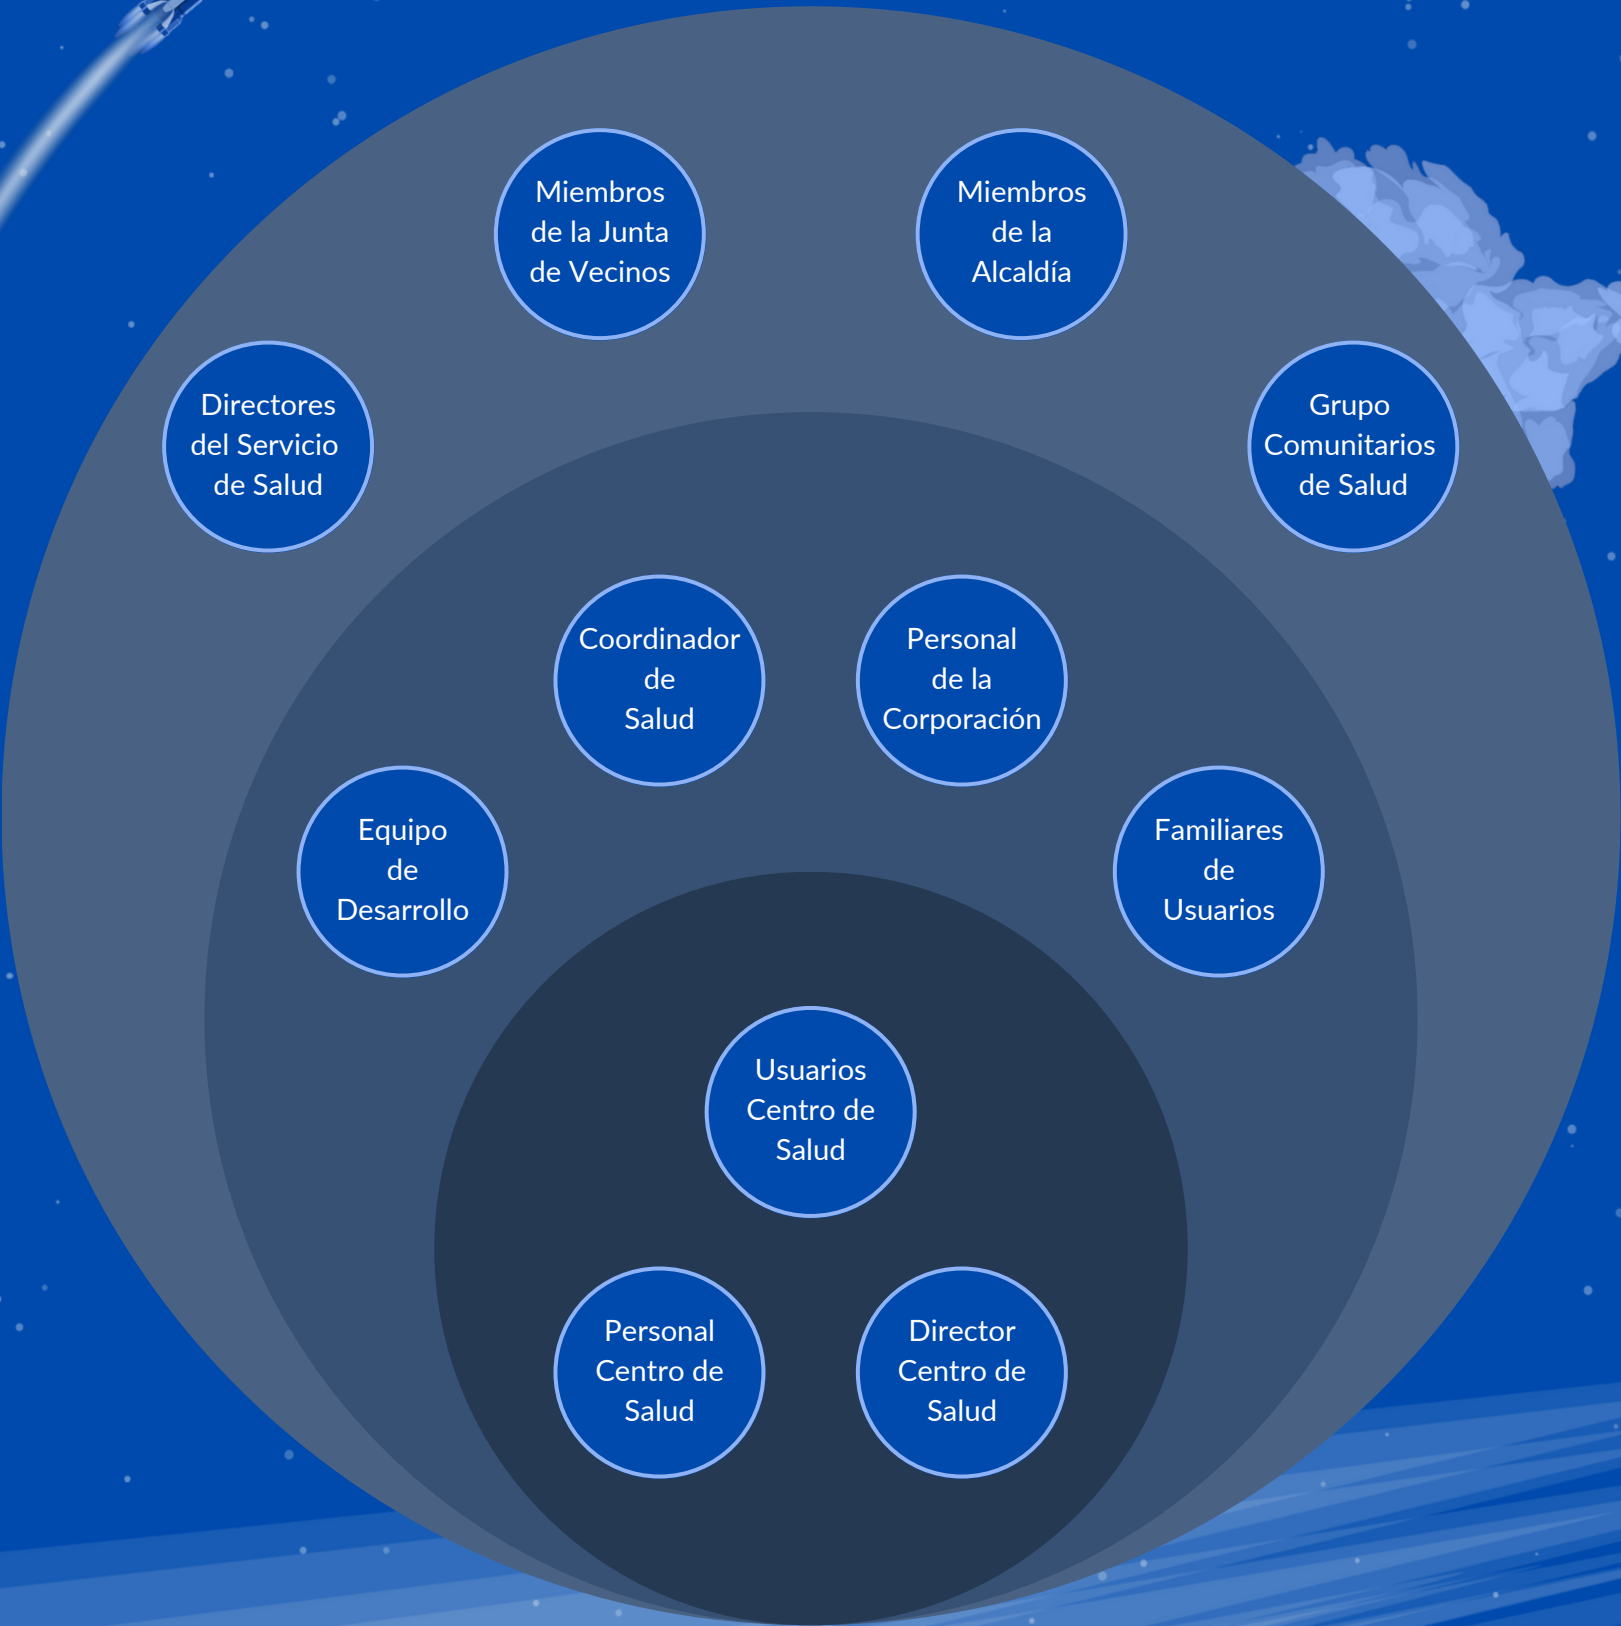 Miembros
de la Junta
de Vecinos
Miembros
de la
Alcaldía
Directores
del Servicio
de Salud
Grupo
Comunitarios
de Salud
Coordinador
de
Salud
Personal
de la
Corporación
Equipo
de
Desarrollo
Familiares
de
Usuarios
Usuarios
Centro de
Salud
Personal
Centro de
Salud
Director
Centro de
Salud